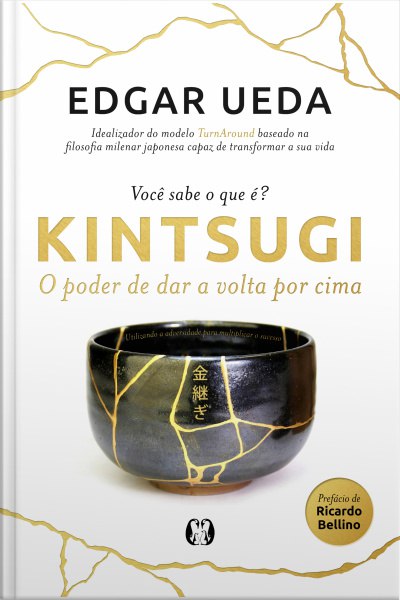 EDGAR UEDA
Idealizador do modelo TurnAround baseado na
filosofia milenar japonesa capaz de transformar a sua vida
Você sabe o que é?
KINTSUGI
O poder de dar a volta por cima
Utilizando a adversidade para multiplicar o sucesso
金継ぎ
Prefácio de
Ricardo
Bellino